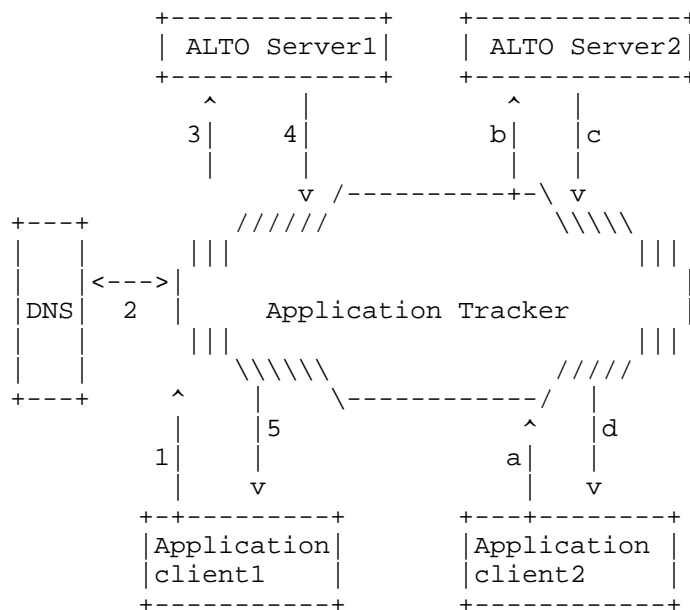 ALTO Server1 ALTO Server2
3 4 b c
DNS 2 Application Tracker
1 5 a d
Application Application
client1 client2